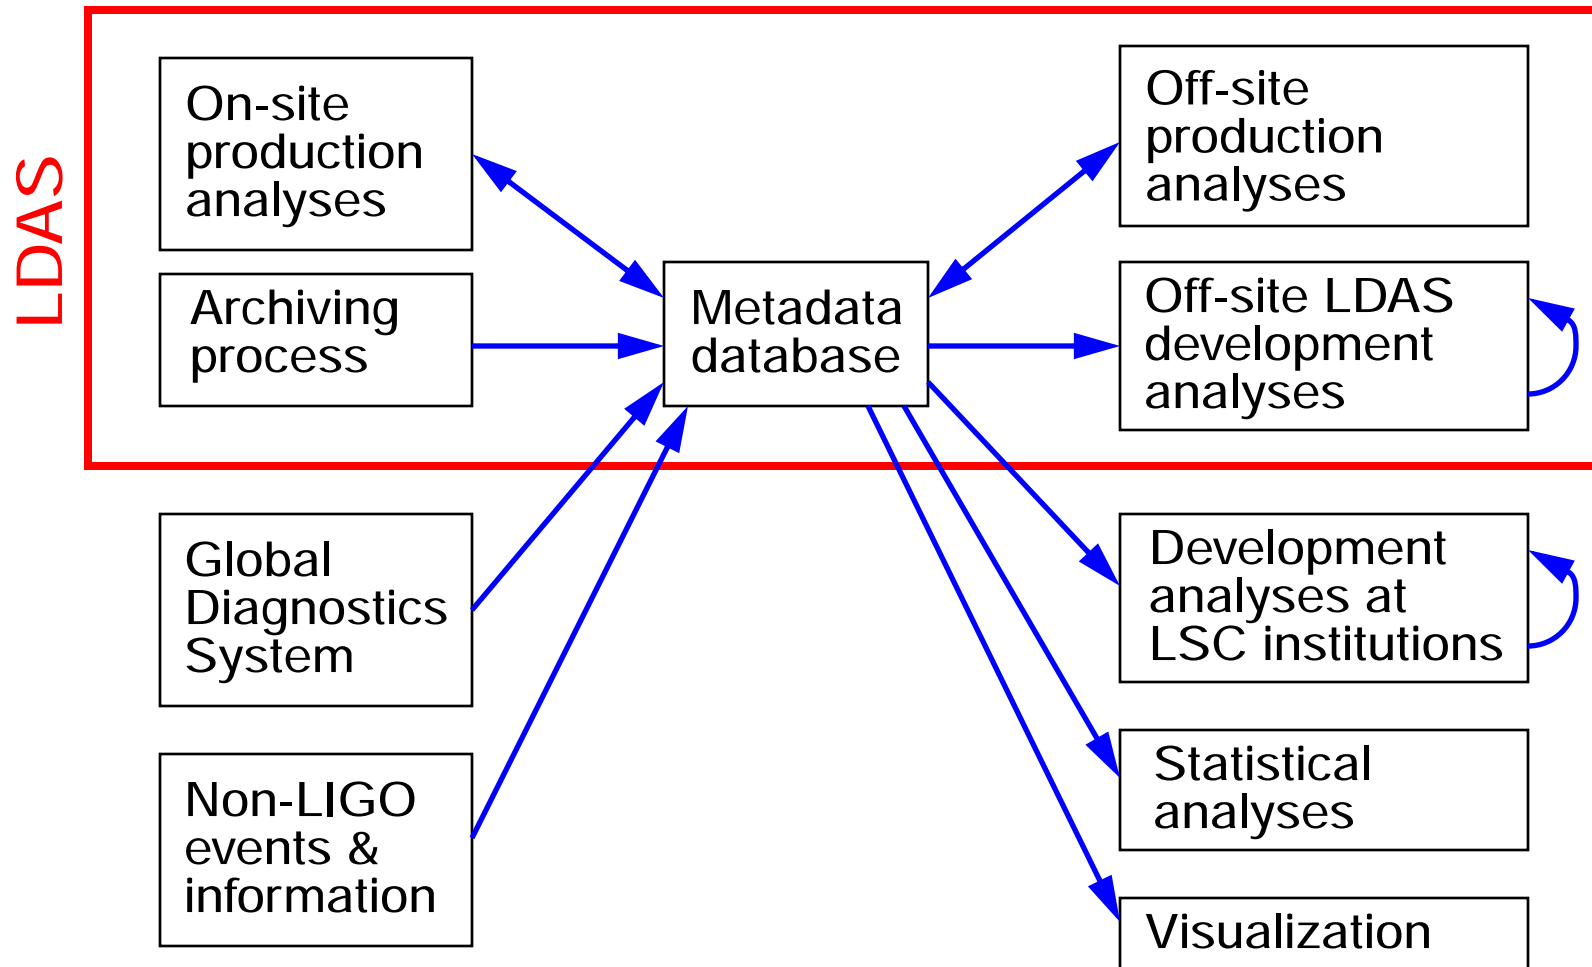 LDAS
On-site
production
analyses
Archiving
process
Global
Diagnostics
System
Non-LIGO
events &
information
Metadata
database
Off-site
production
analyses
Off-site LDAS
development
analyses
Development
analyses at
LSC institutions
Statistical
analyses
Visualization